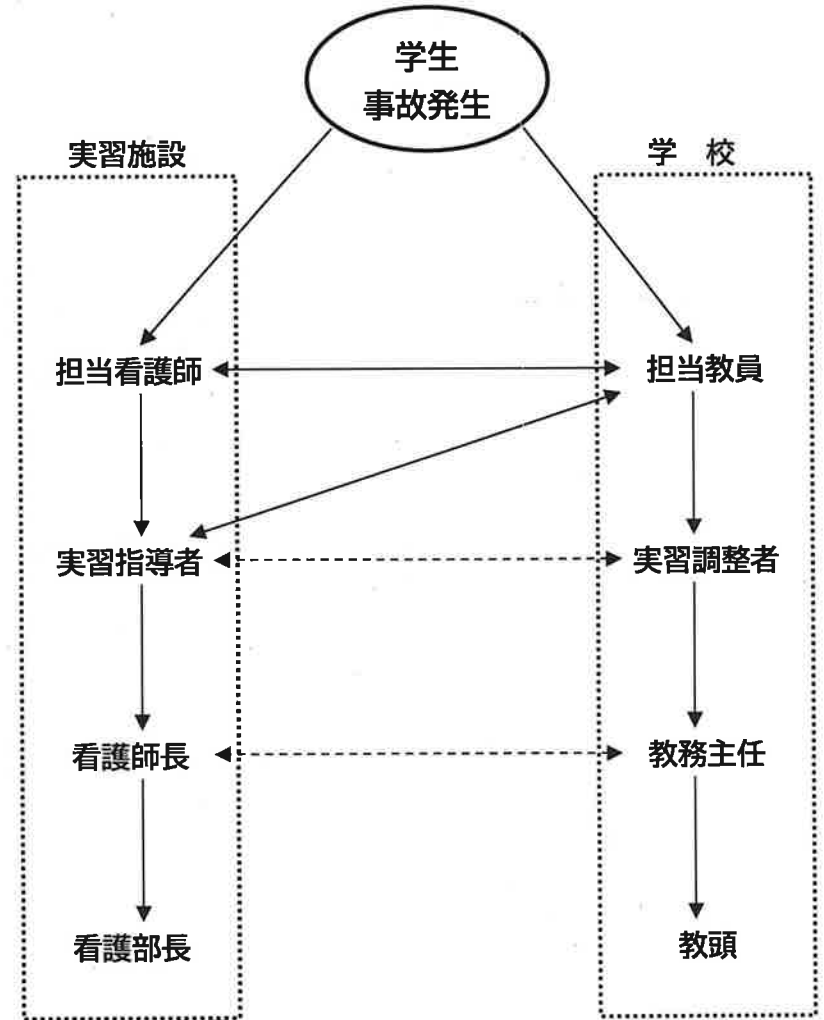 学生
事故発生
実習施設
学　校
担当看護師
担当教員
実習指導者
実習調整者
看護師長
教務主任
看護部長
教頭